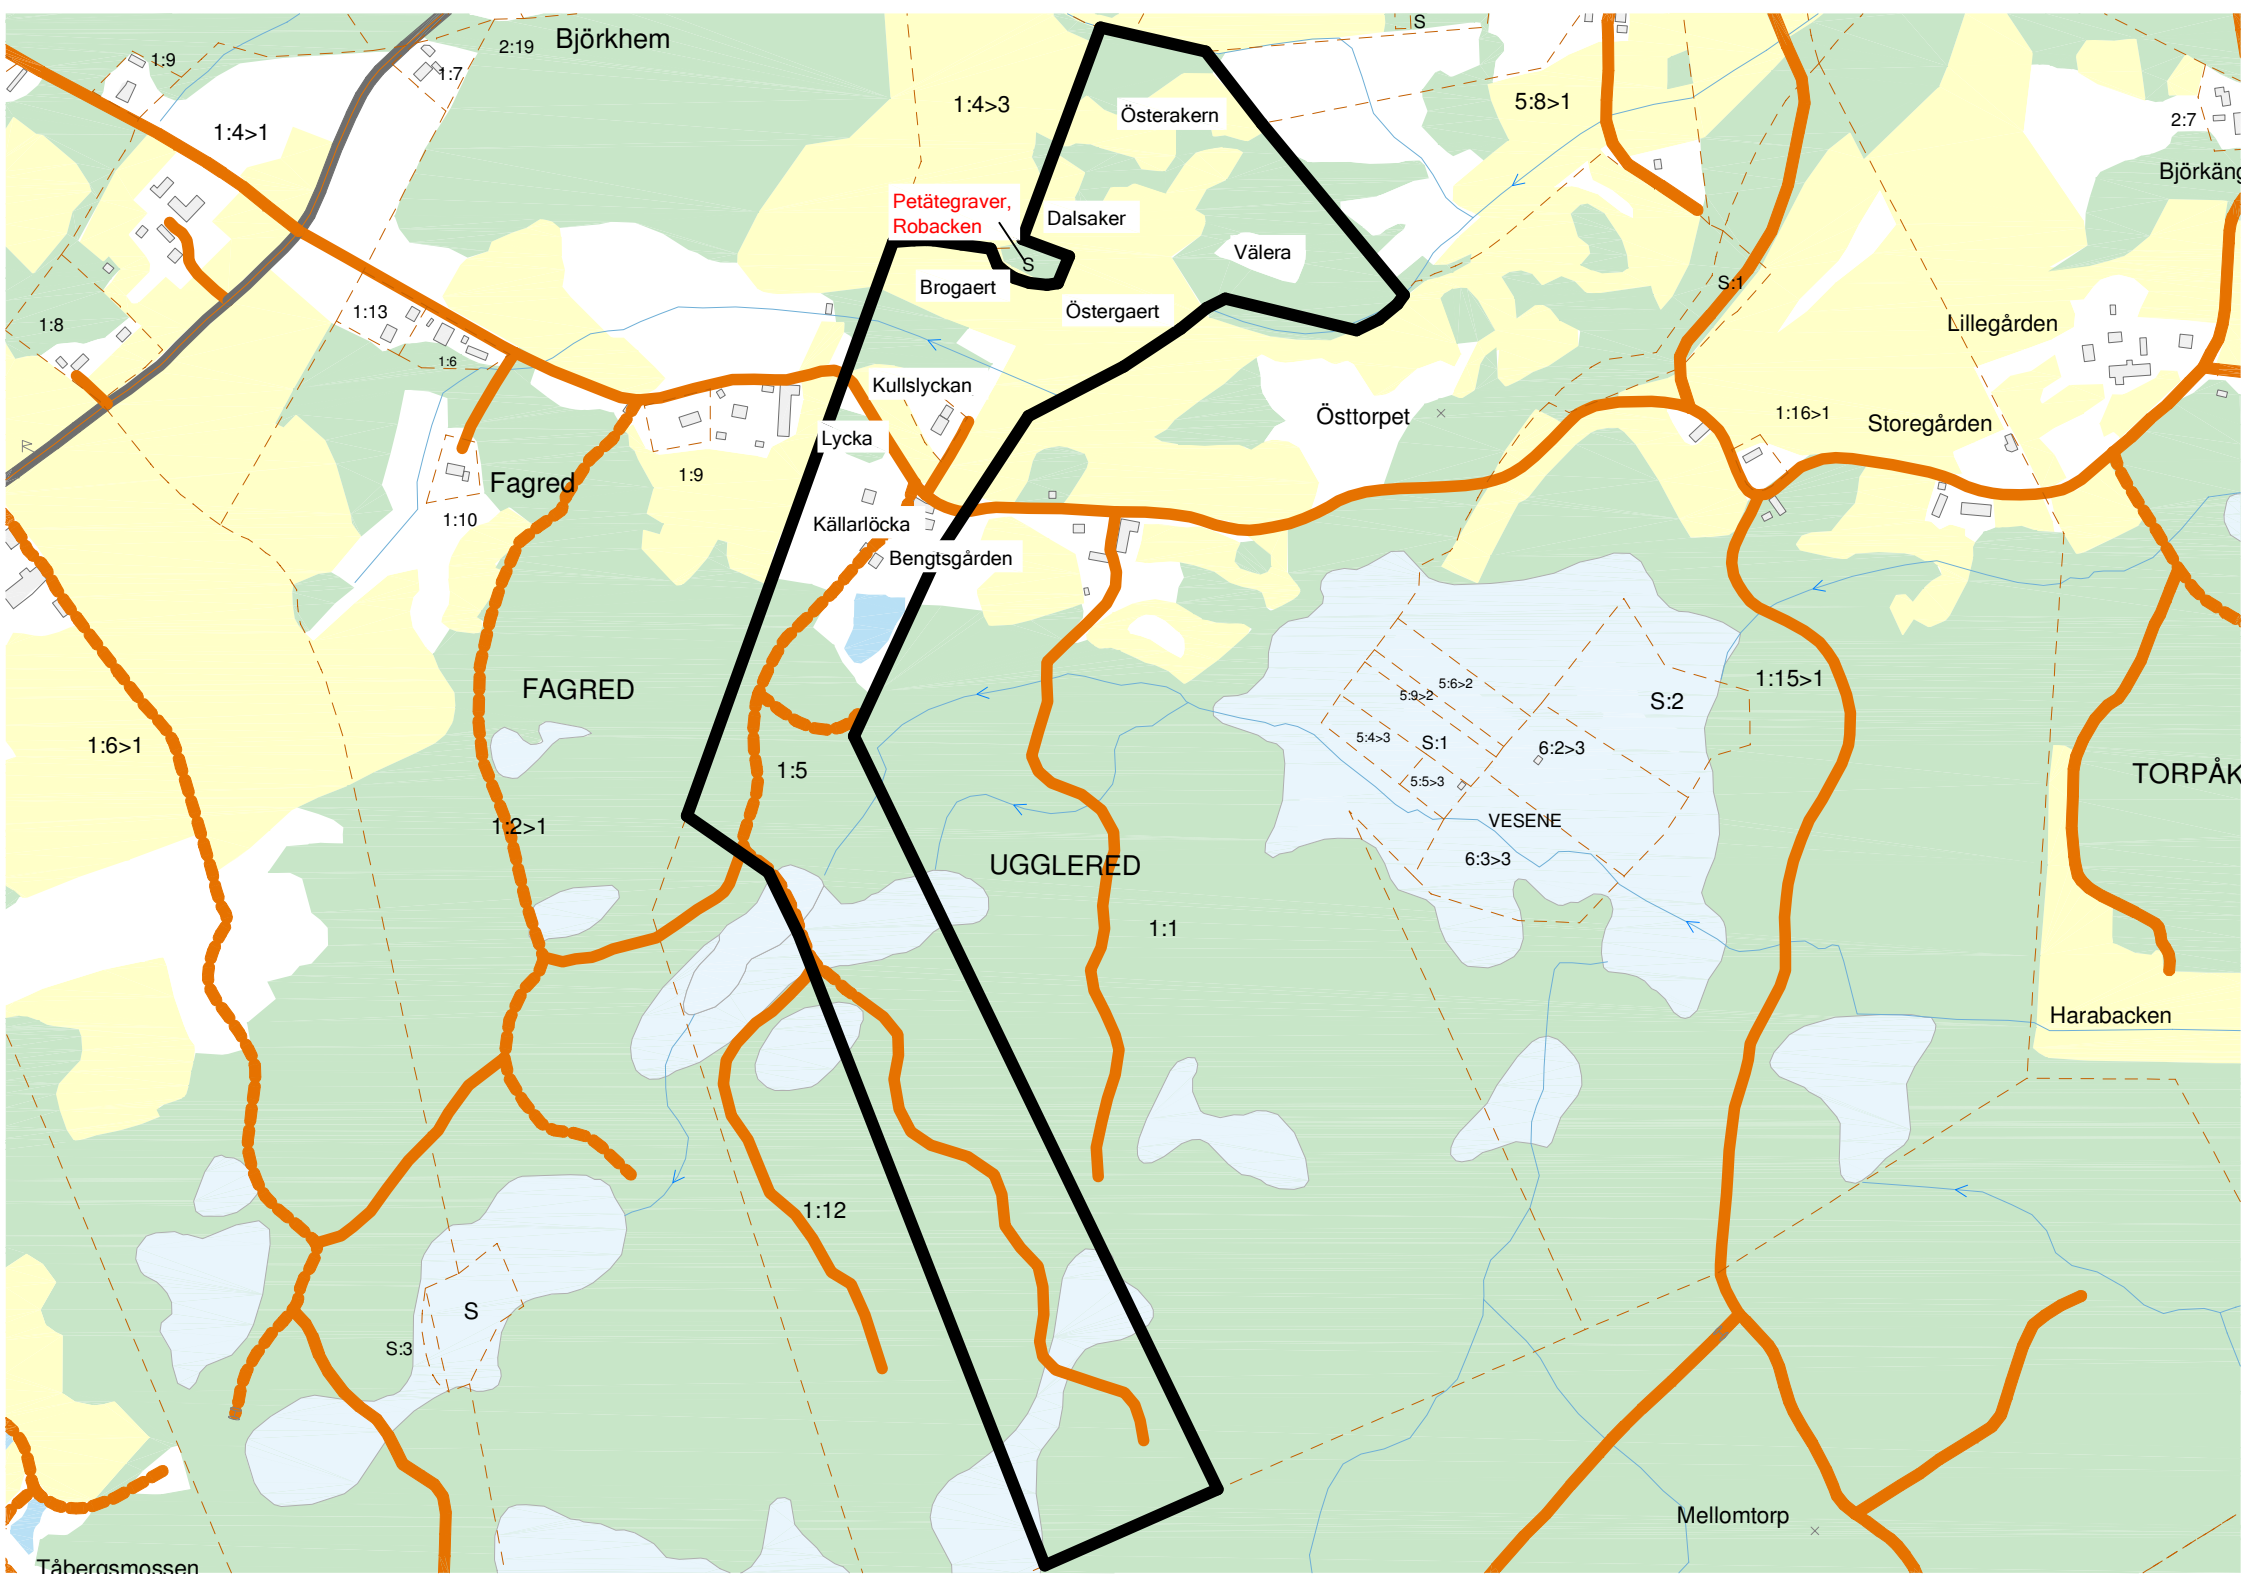 Björkhem
2:19
1:9
1:7
S
1:4>3
5:8>1
Österakern
1:4>1
2:7
Björkäng
Petätegraver,
Robacken
Dalsaker
Välera
S
S:1
Brogaert
Östergaert
1:13
1:8
Lillegården
1:6
Kullslyckan
Östtorpet
1:16>1
Storegården
Lycka
1:9
Fagred
1:10
Källarlöcka
Bengtsgården
FAGRED
5:6>2
5:9>2
S:2
1:15>1
1:6>1
5:4>3
S:1
6:2>3
1:5
5:5>3
TORPÅK
1:2>1
VESENE
6:3>3
UGGLERED
1:1
Harabacken
1:12
S
S:3
Mellomtorp
Tåbergsmossen